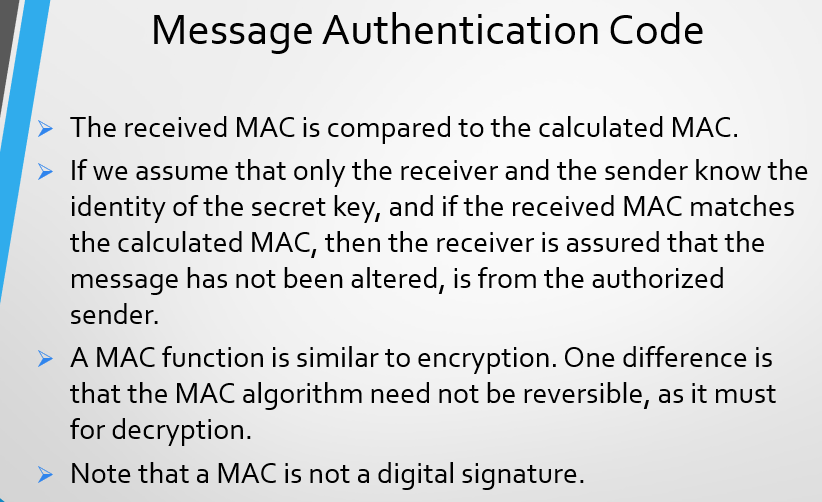 Message Authentication Code
The received MAC is compared to the calculated MAC.
If we assume that only the receiver and the sender know the
identity of the secret key, and if the received MAC matches
the calculated MAC, then the receiver is assured that the
message has not been altered, is from the authorized
sender.
A MAC function is similar to encryption. One difference is
that the MAC algorithm need not be reversible, as it must
for decryption.
Note that a MAC is not a digital signature.